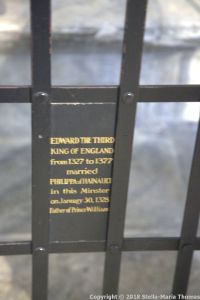 EDWARD THE THIRD
KING OF ENGLAND
from 1327 to 1377
married
PHILIPPA of HAINAULT
in this Minster
on January 30, 1328
Father of Prince William
© 2018 Stella-Maria Thomas